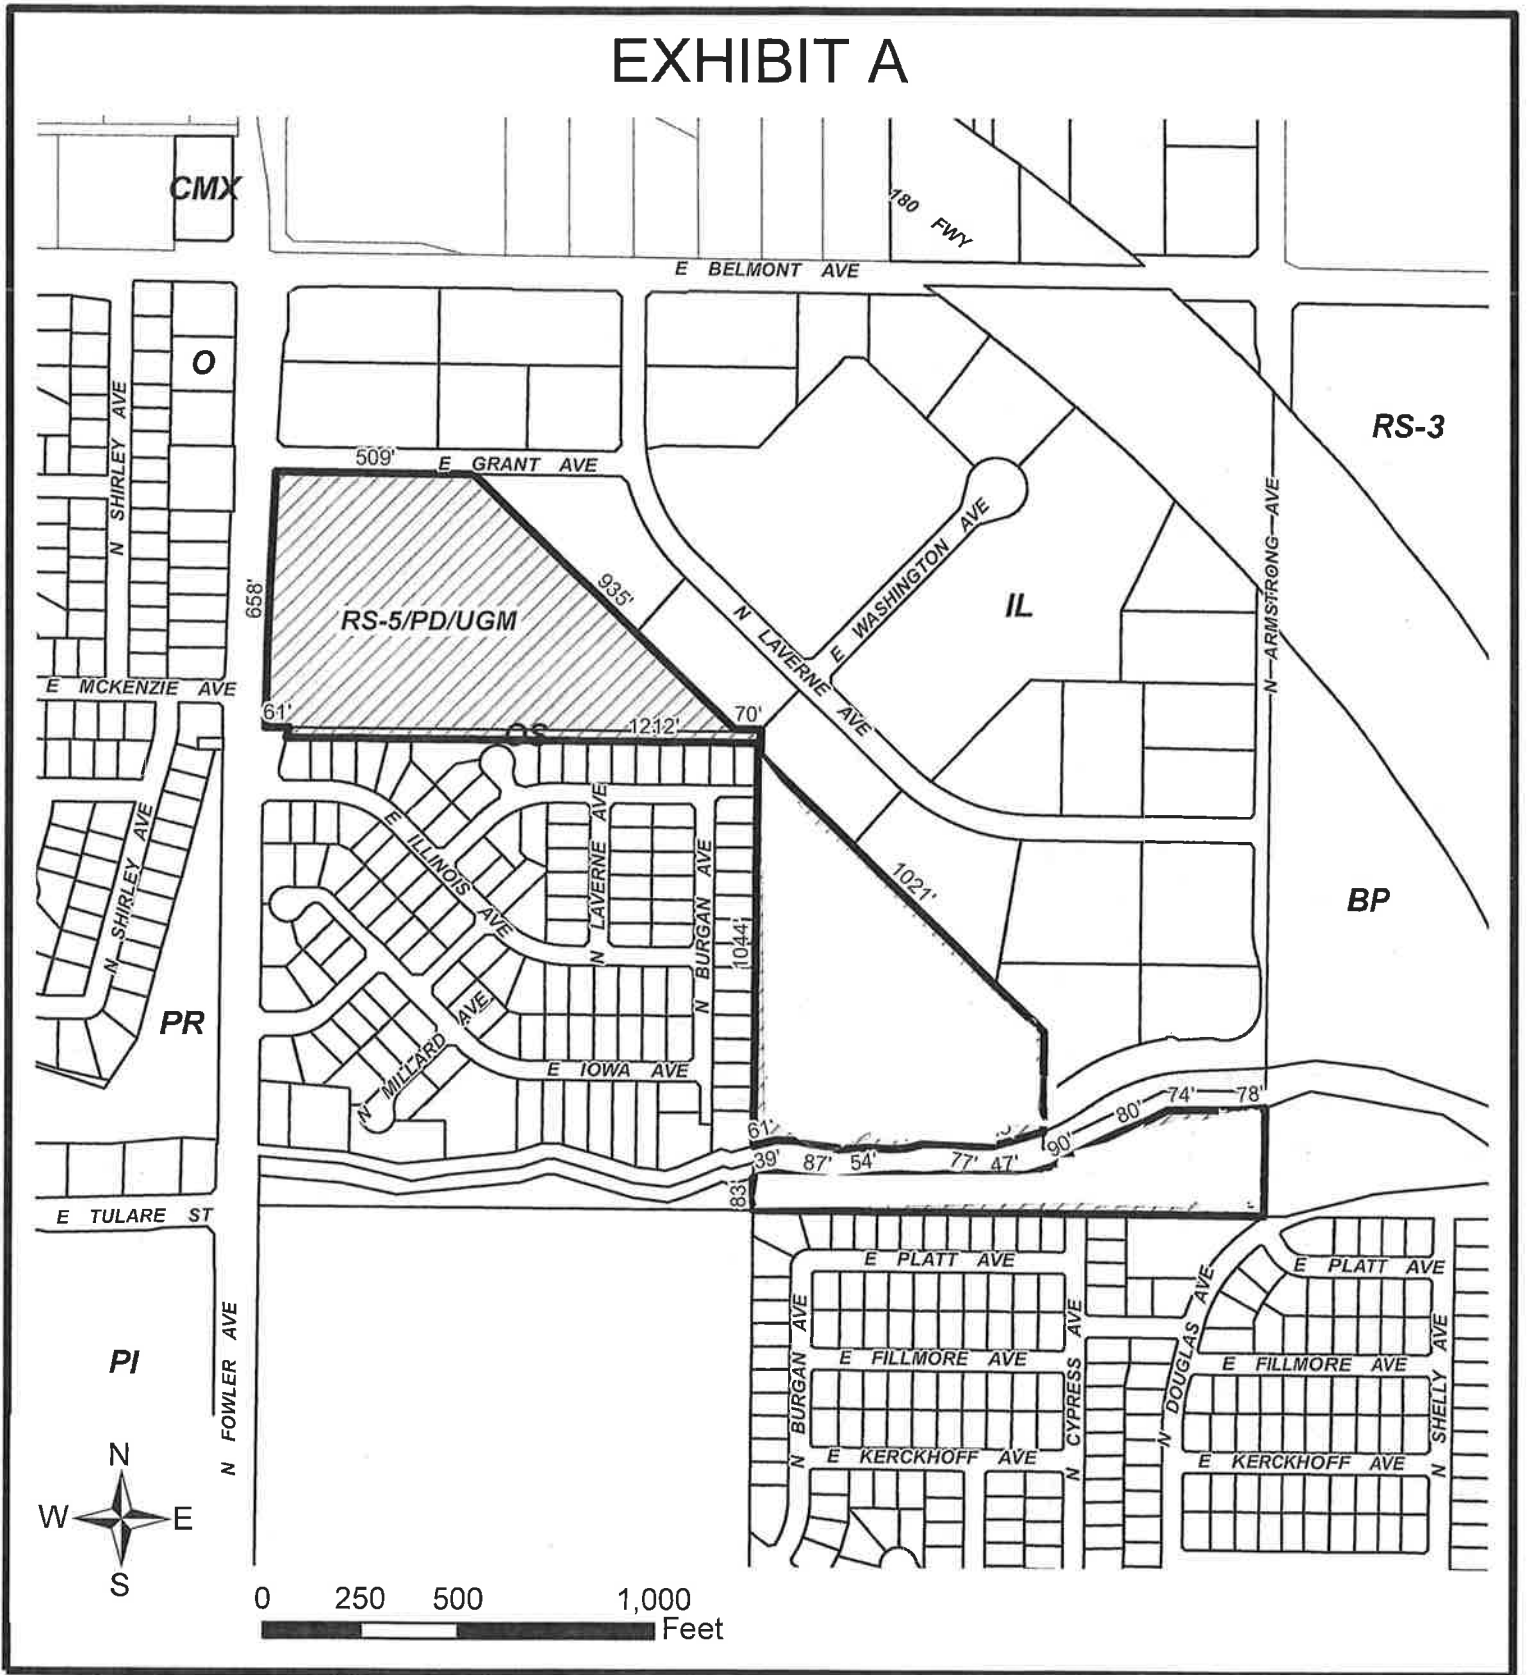 EXHIBIT A
CMX
180 FWY
E BELMONT AVE
O
N SHIRLEY AVE
RS-3
509'
E GRANT AVE
N ARMSTRONG AVE
E WASHINGTON AVE
658'
935'
RS-5/PD/UGM
IL
N LAVERNE AVE
E MCKENZIE AVE
61'
OS
1212'
70'
N SHIRLEY AVE
E ILLINOIS AVE
N LAVERNE AVE
N BURGAN AVE
1044'
1021'
BP
PR
N MILLARD AVE
E IOWA AVE
61'
39'
87'
54'
77'
47'
90'
80'
74'
78'
83'
E TULARE ST
E PLATT AVE
E PLATT AVE
N FOWLER AVE
PI
N BURGAN AVE
E FILLMORE AVE
N CYPRESS AVE
N DOUGLAS AVE
E FILLMORE AVE
N SHELLY AVE
E KERCKHOFF AVE
E KERCKHOFF AVE
N
W E
S
0 250 500 1,000
Feet